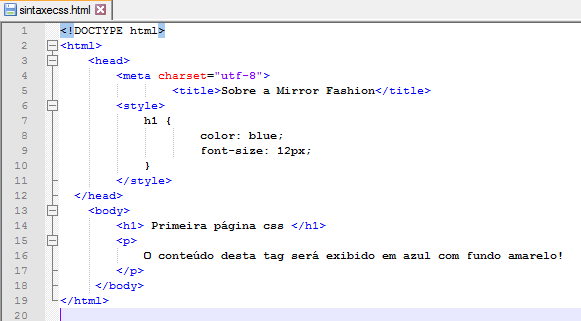 sintaxecss.html
1 <!DOCTYPE html>
2 <html>
3 <head>
4 <meta charset="utf-8">
5 <title>Sobre a Mirror Fashion</title>
6 <style>
7 h1 {
8 color: blue;
9 font-size: 12px;
10 }
11 </style>
12 </head>
13 <body>
14 <h1> Primeira página css </h1>
15 <p>
16 O conteúdo desta tag será exibido em azul com fundo amarelo!
17 </p>
18 </body>
19 </html>
20